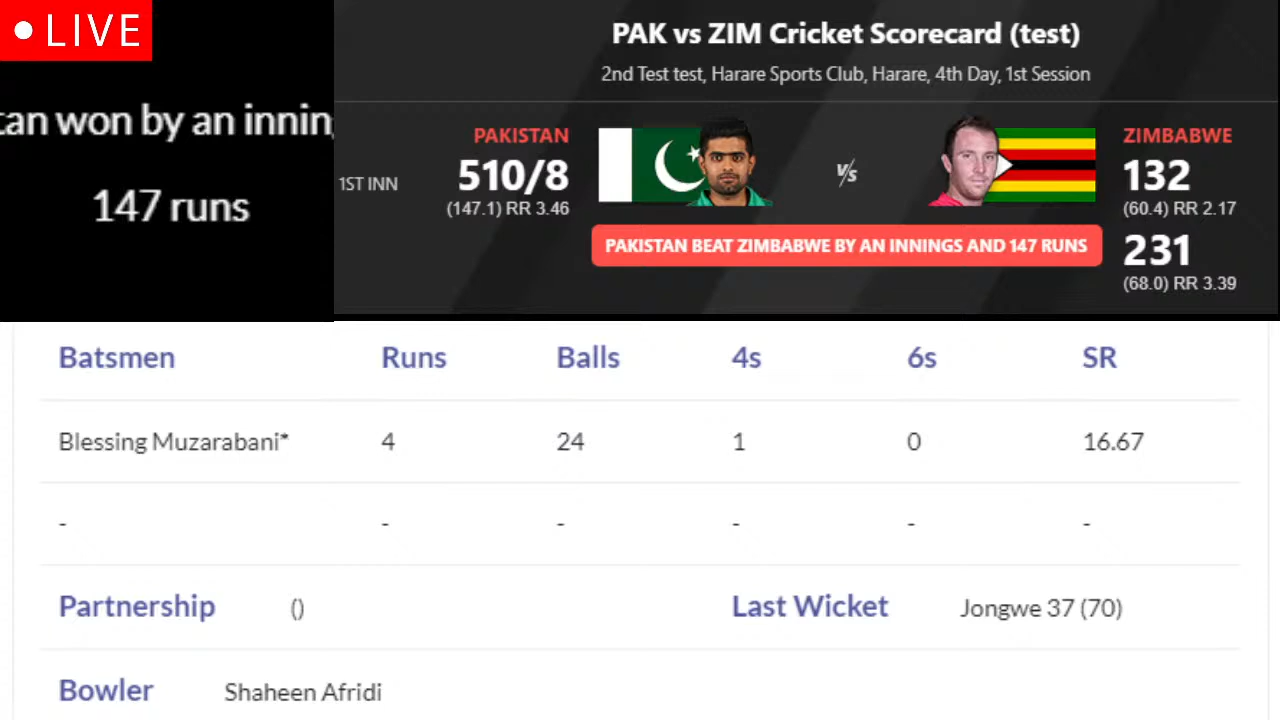 LIVE
tan won by an innin
147 runs
PAK vs ZIM Cricket Scorecard (test)
2nd Test test, Harare Sports Club, Harare, 4th Day, 1st Session
PAKISTAN
ZIMBABWE
1ST INN
510/8
V/S
132
(147.1) RR 3.46
(60.4) RR 2.17
PAKISTAN BEAT ZIMBABWE BY AN INNINGS AND 147 RUNS
231
(68.0) RR 3.39
Batsmen Runs Balls 4s 6s SR
Blessing Muzarabani* 4 24 1 0 16.67
- - - - - -
Partnership () Last Wicket Jongwe 37 (70)
Bowler Shaheen Afridi